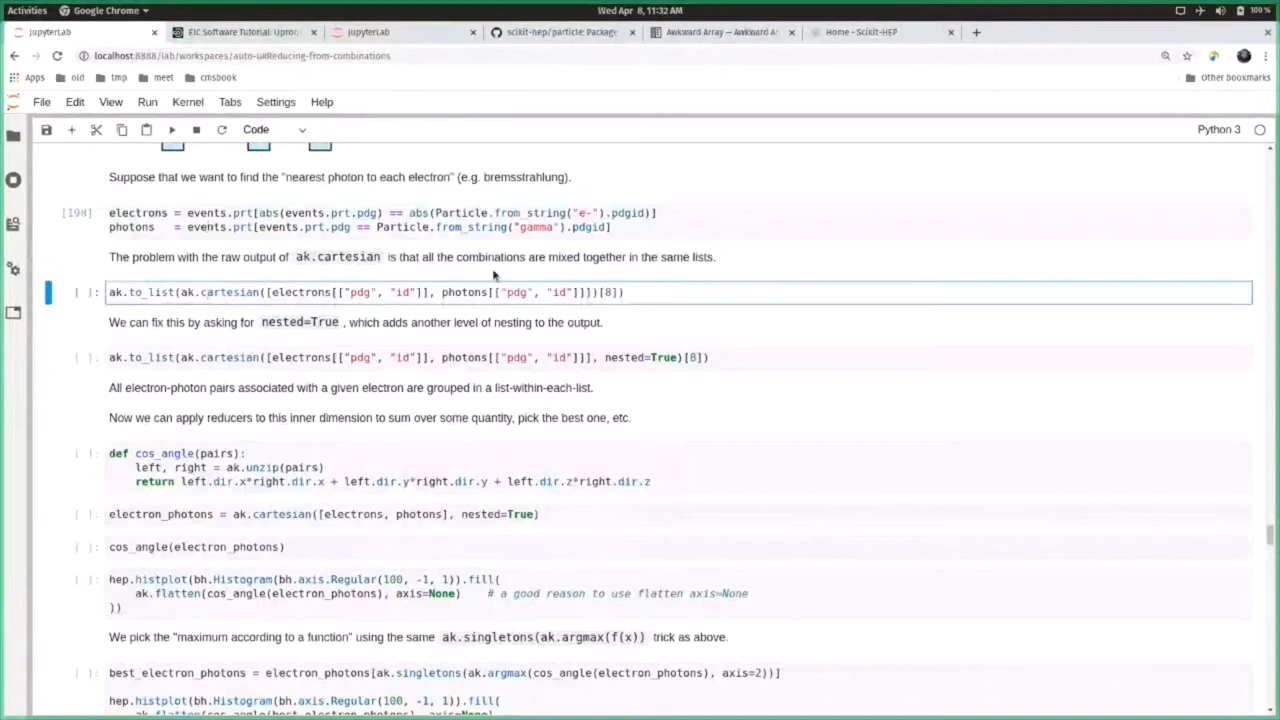 Activities Google Chrome Wed Apr 8, 11:32 AM 100 %
JupyterLab EIC Software Tutorial: Uproo JupyterLab scikit-hep/particle: Package Awkward Array — Awkward Ar Home - Scikit-HEP
localhost:8888/lab/workspaces/auto-u#Reducing-from-combinations
Apps old tmp meet cmsbook Other bookmarks
File Edit View Run Kernel Tabs Settings Help
Code Python 3
Suppose that we want to find the "nearest photon to each electron" (e.g. bremsstrahlung).
[190] electrons = events.prt[abs(events.prt.pdg) == abs(Particle.from_string("e-").pdgid)]
photons = events.prt[events.prt.pdg == Particle.from_string("gamma").pdgid]
The problem with the raw output of ak.cartesian is that all the combinations are mixed together in the same lists.
[ ]: ak.to_list(ak.cartesian([electrons[["pdg", "id"]], photons[["pdg", "id"]]])[8])
We can fix this by asking for nested=True , which adds another level of nesting to the output.
[ ]: ak.to_list(ak.cartesian([electrons[["pdg", "id"]], photons[["pdg", "id"]]], nested=True)[8])
All electron-photon pairs associated with a given electron are grouped in a list-within-each-list.
Now we can apply reducers to this inner dimension to sum over some quantity, pick the best one, etc.
[ ]: def cos_angle(pairs):
left, right = ak.unzip(pairs)
return left.dir.x*right.dir.x + left.dir.y*right.dir.y + left.dir.z*right.dir.z
[ ]: electron_photons = ak.cartesian([electrons, photons], nested=True)
[ ]: cos_angle(electron_photons)
[ ]: hep.histplot(bh.Histogram(bh.axis.Regular(100, -1, 1)).fill(
ak.flatten(cos_angle(electron_photons), axis=None) # a good reason to use flatten axis=None
))
We pick the "maximum according to a function" using the same ak.singletons(ak.argmax(f(x)) trick as above.
[ ]: best_electron_photons = electron_photons[ak.singletons(ak.argmax(cos_angle(electron_photons), axis=2))]
hep.histplot(bh.Histogram(bh.axis.Regular(100, -1, 1)).fill(
ak.flatten(cos_angle(best_electron_photons), axis=None)